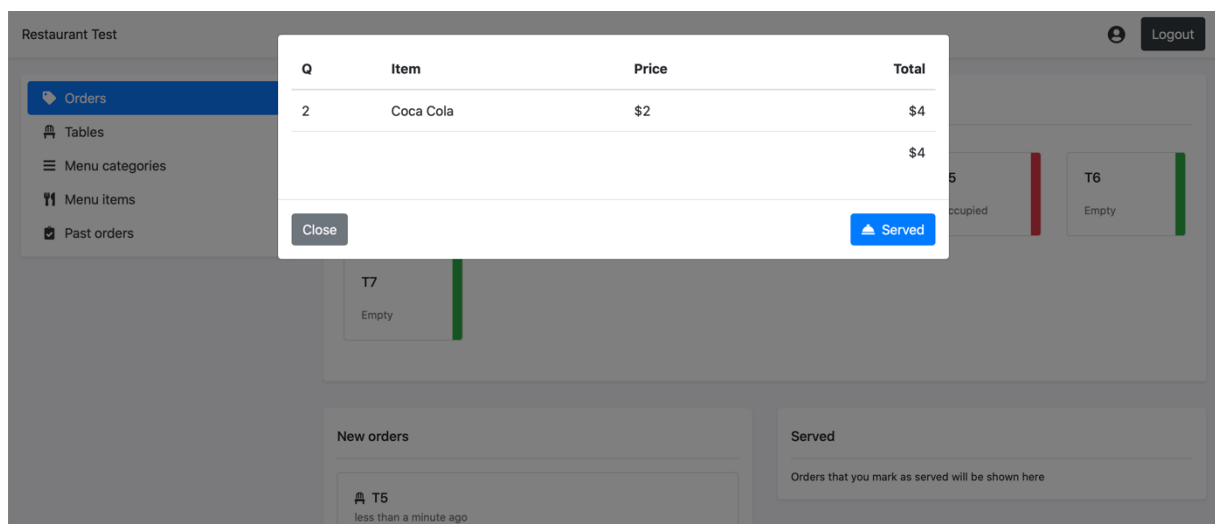 Restaurant Test
Logout
Orders
Tables
Menu categories
Menu items
Past orders
Q Item Price Total
2 Coca Cola $2 $4
$4
Close Served
5
ccupied
T6
Empty
T7
Empty
New orders
T5
less than a minute ago
Served
Orders that you mark as served will be shown here